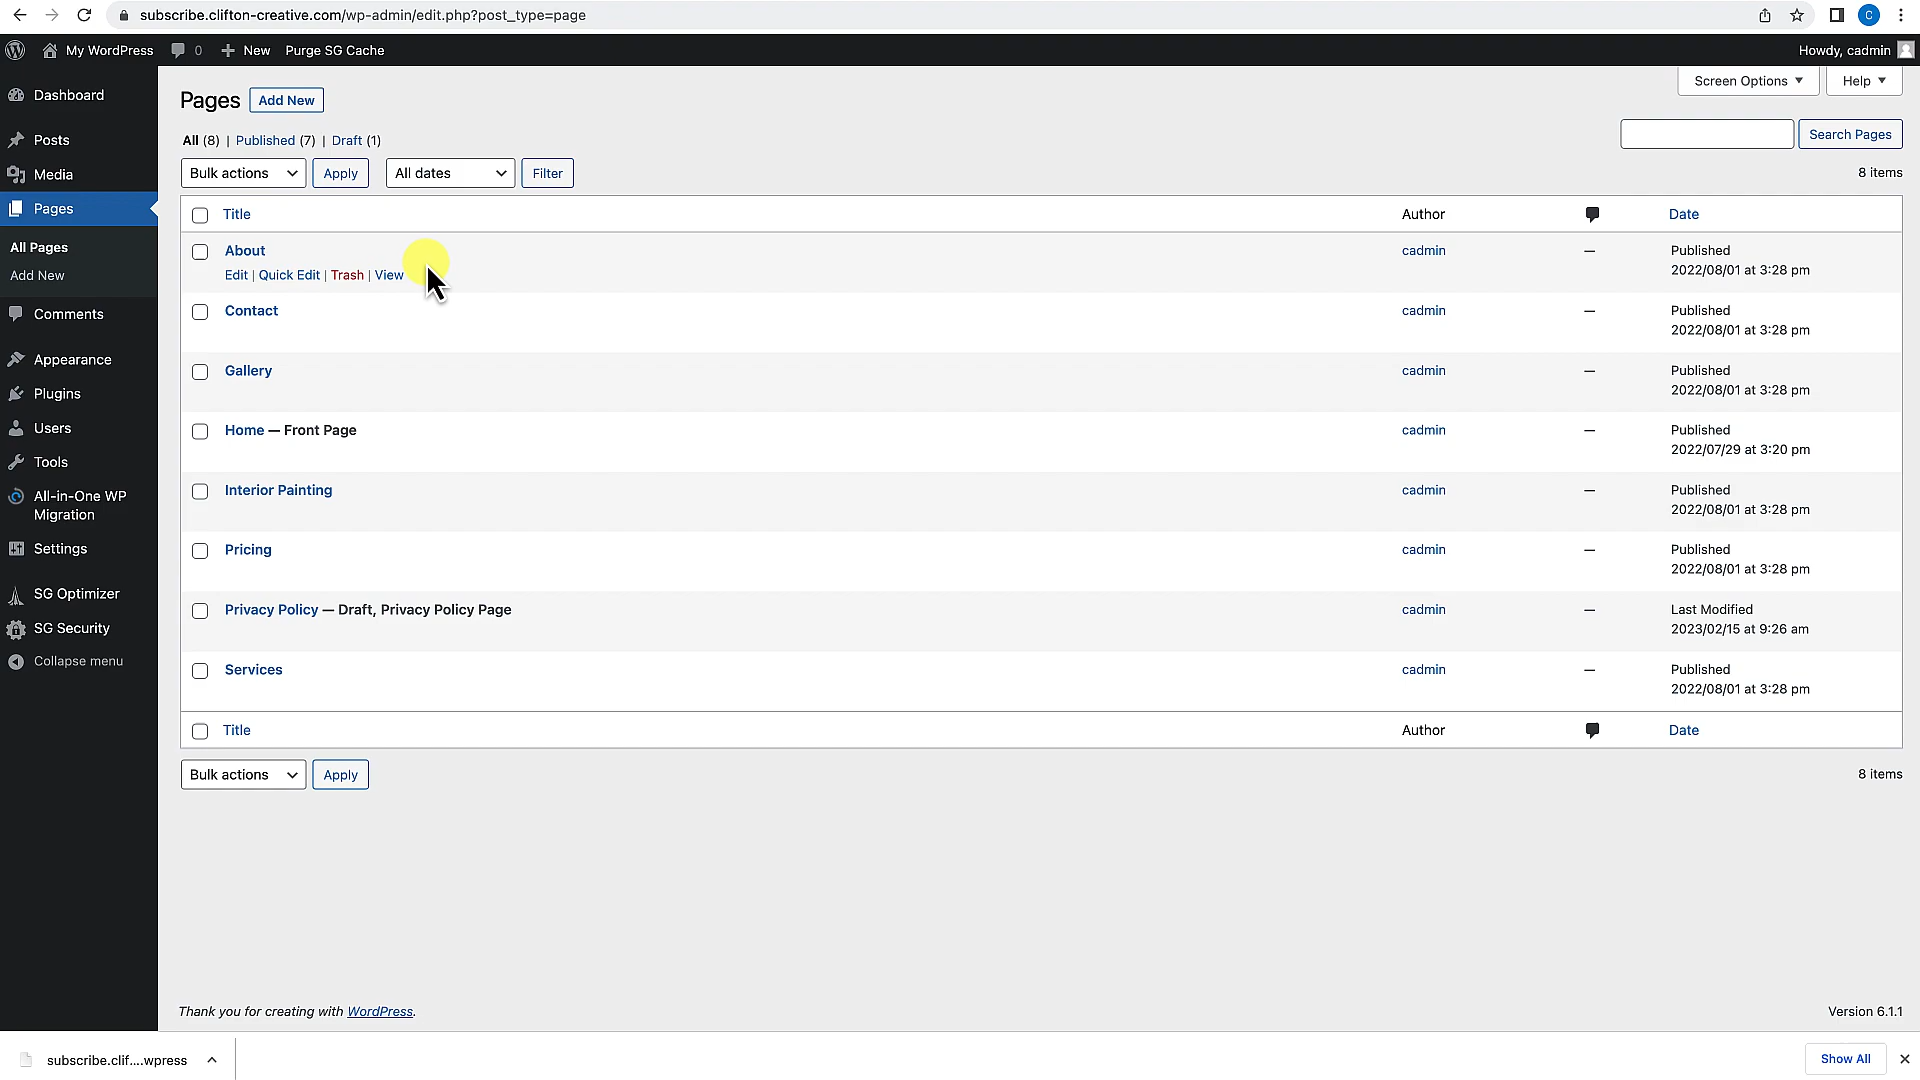 subscribe.clifton-creative.com/wp-admin/edit.php?post_type=page
C
My WordPress 0 New Purge SG Cache Howdy, cadmin
Dashboard
Posts
Media
Pages
All Pages
Add New
Comments
Appearance
Plugins
Users
Tools
All-in-One WP
Migration
Settings
SG Optimizer
SG Security
Collapse menu
Screen Options Help
Pages Add New
All (8) | Published (7) | Draft (1)
Search Pages
Bulk actions Apply All dates Filter 8 items
Title Author Date
About cadmin — Published
Edit | Quick Edit | Trash | View 2022/08/01 at 3:28 pm
Contact cadmin — Published
2022/08/01 at 3:28 pm
Gallery cadmin — Published
2022/08/01 at 3:28 pm
Home — Front Page cadmin — Published
2022/07/29 at 3:20 pm
Interior Painting cadmin — Published
2022/08/01 at 3:28 pm
Pricing cadmin — Published
2022/08/01 at 3:28 pm
Privacy Policy — Draft, Privacy Policy Page cadmin — Last Modified
2023/02/15 at 9:26 am
Services cadmin — Published
2022/08/01 at 3:28 pm
Title Author Date
Bulk actions Apply 8 items
Thank you for creating with WordPress. Version 6.1.1
subscribe.clif....wpress Show All